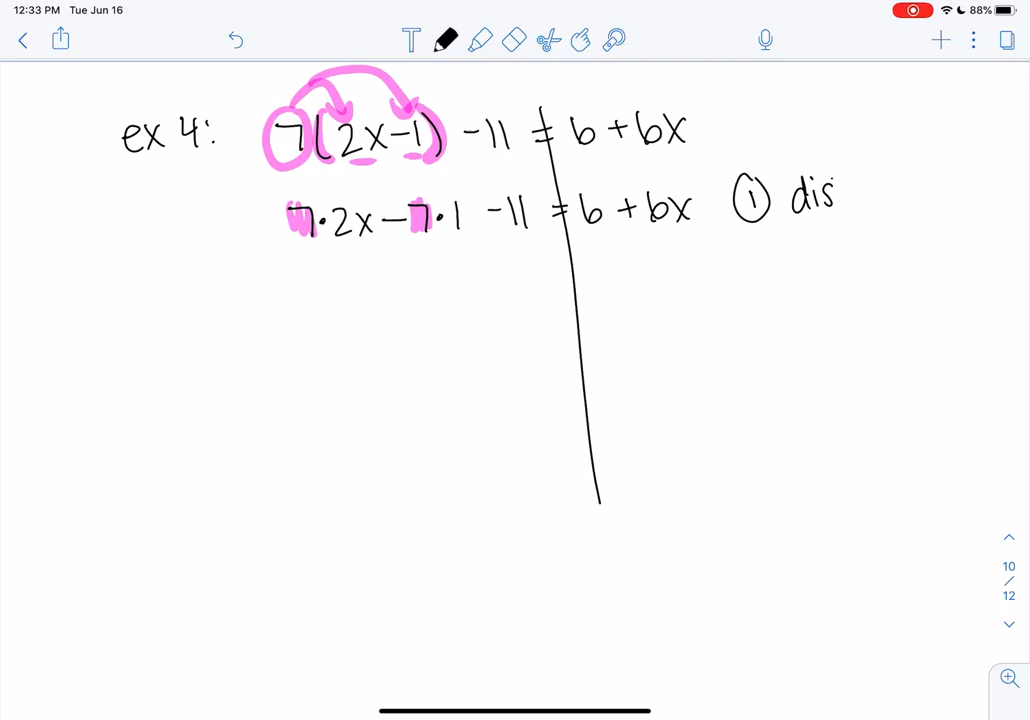 12:33 PM Tue Jun 16 88%
T
ex 4: 7(2x-1) -11 = 6 + 6x
7·2x - 7·1 -11 = 6 + 6x ① dis
10
/
12